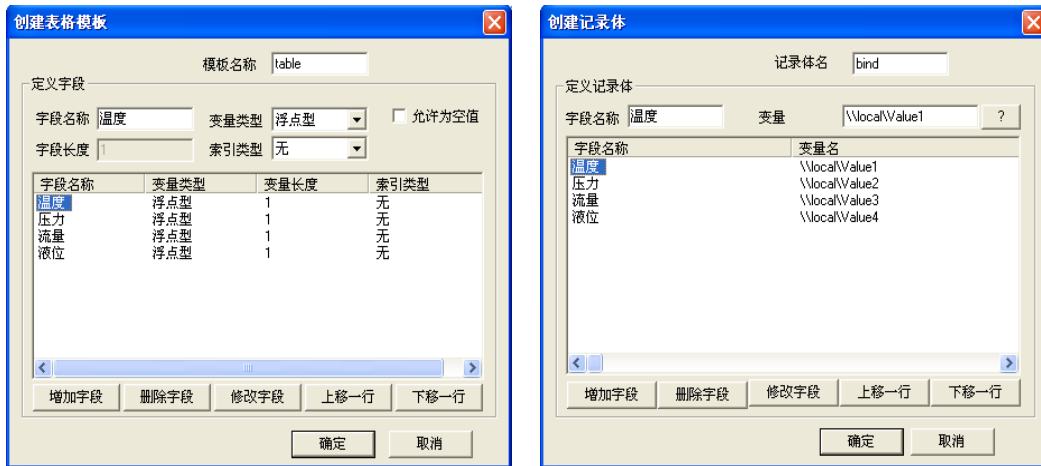 创建表格模板
模板名称 table
定义字段
字段名称 温度 变量类型 浮点型 允许为空值
字段长度 1 索引类型 无
字段名称 变量类型 变量长度 索引类型
温度 浮点型 1 无
压力 浮点型 1 无
流量 浮点型 1 无
液位 浮点型 1 无
增加字段 删除字段 修改字段 上移一行 下移一行
确定 取消
创建记录体
记录体名 bind
定义记录体
字段名称 温度 变量 \\local\Value1 ?
字段名称 变量名
温度 \\local\Value1
压力 \\local\Value2
流量 \\local\Value3
液位 \\local\Value4
增加字段 删除字段 修改字段 上移一行 下移一行
确定 取消